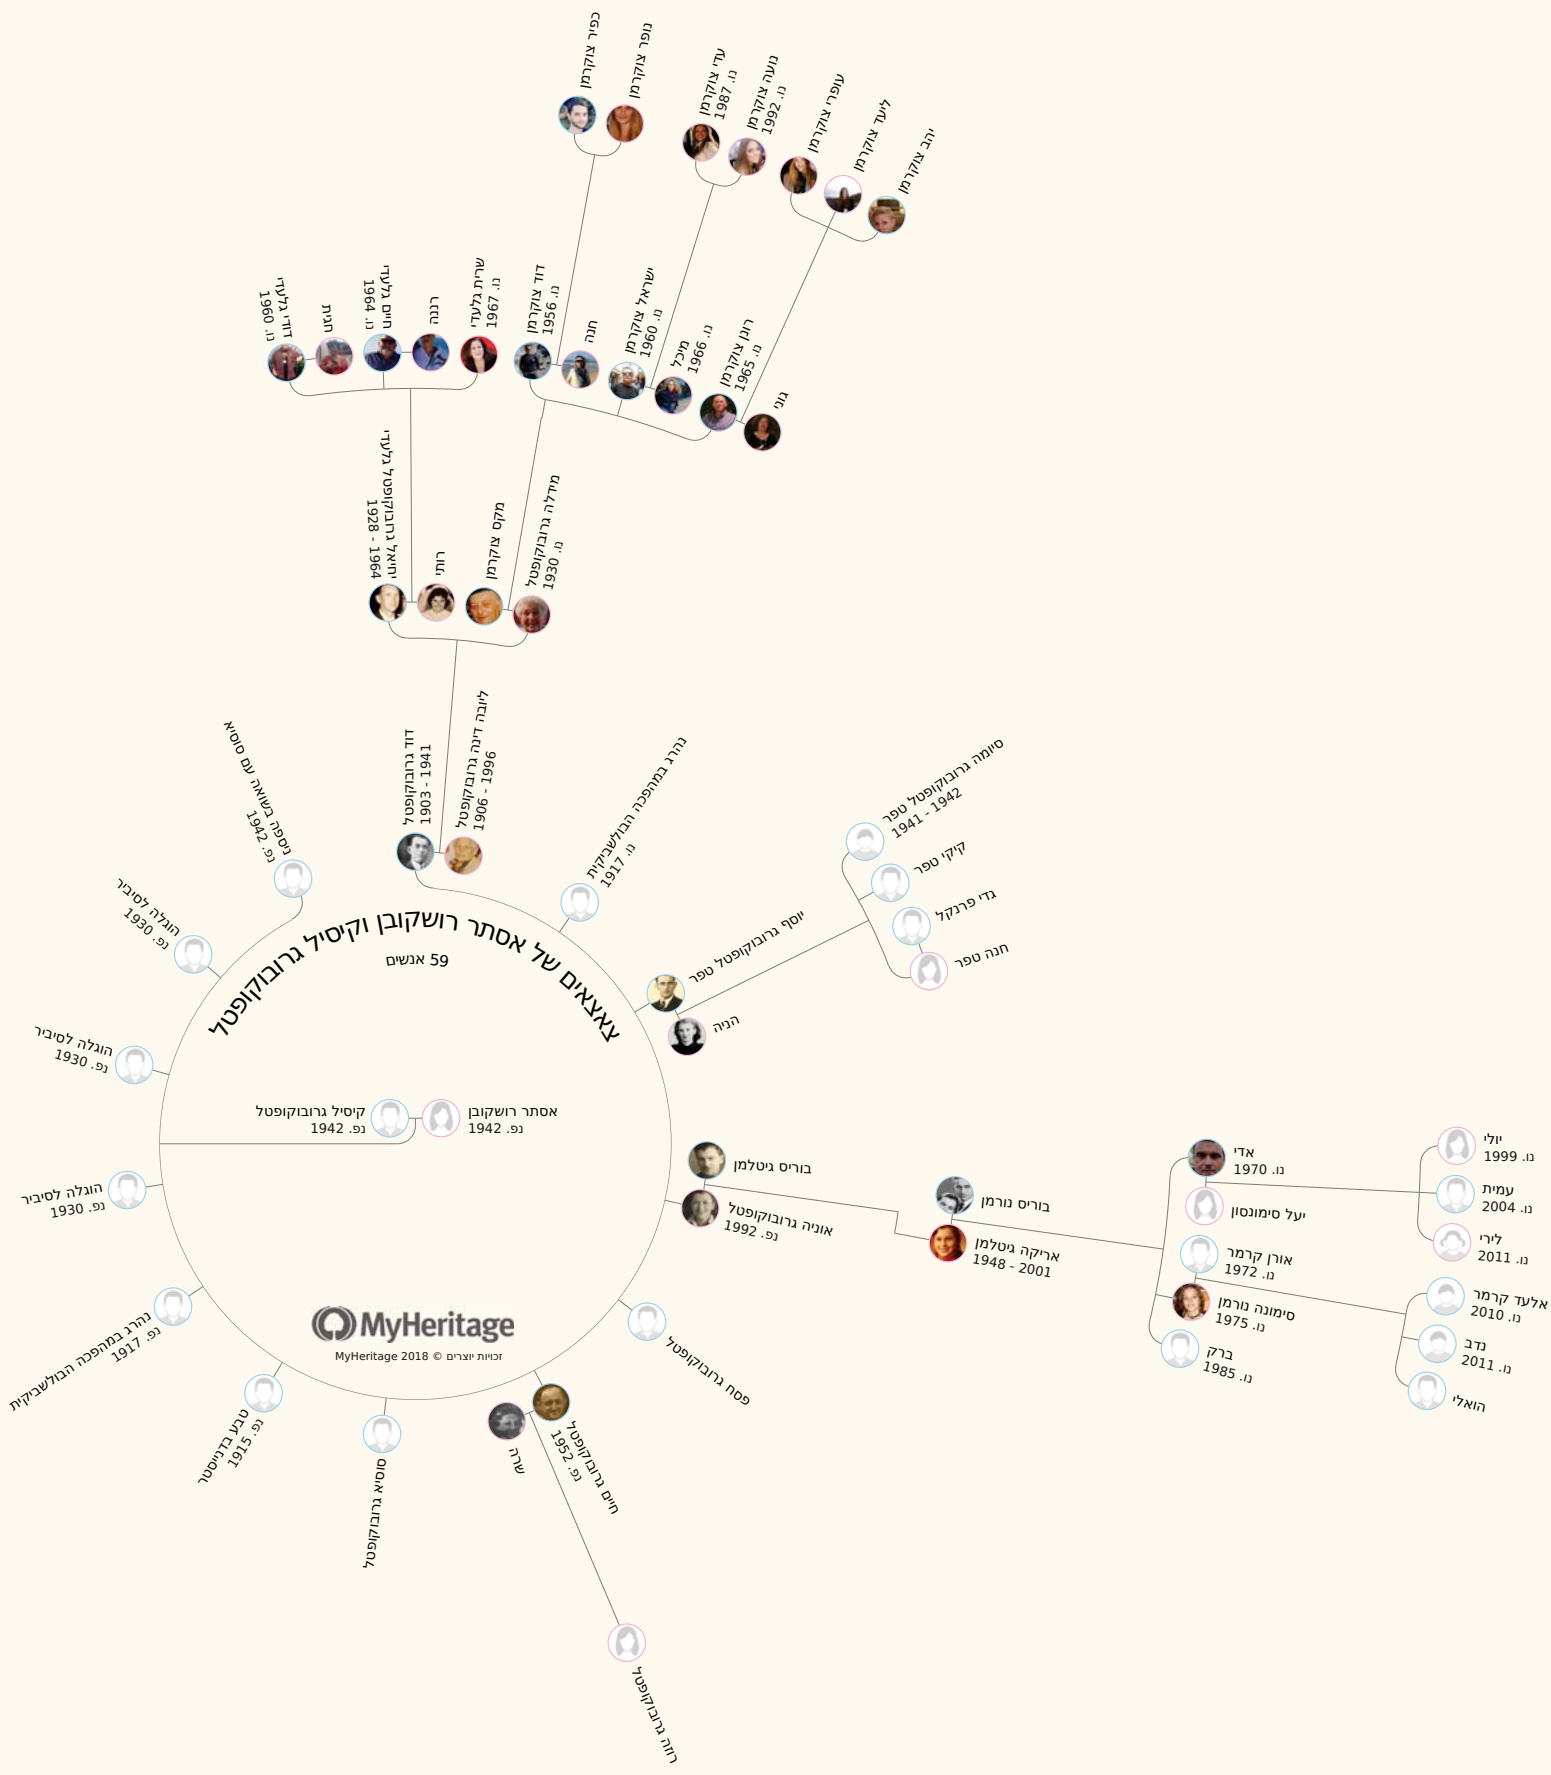 צאצאים של אסתר רושקובן וקיסיל גרובוקופטל
59 אנשים
אסתר רושקובן
נפ. 1942
קיסיל גרובוקופטל
נפ. 1942
דוד גרובוקופטל
1903 - 1941
ליובה דינה גרובוקופטל
1906 - 1996
יחיאל גרובוקופטל גלעדי
1928 - 1964
רותי
מקס צוקרמן
מידלה גרובוקופטל
נו. 1930
דודי גלעדי
נו. 1960
חגית
חיים גלעדי
נו. 1964
רננה
שרית גלעדי
נו. 1967
דוד צוקרמן
נו. 1956
חנה
ישראל צוקרמן
נו. 1960
מיכל
נו. 1966
רונן צוקרמן
נו. 1965
גוני
כפיר צוקרמן
נופר צוקרמן
עדי צוקרמן
נו. 1987
נועה צוקרמן
נו. 1992
עופרי צוקרמן
ליעד צוקרמן
יהב צוקרמן
נהרג במהפכה הבולשביקית
נו. 1917
יוסף גרובוקופטל טפר
הניה
סיומה גרובוקופטל טפר
1941 - 1942
קיקי טפר
גדי פרנקל
חנה טפר
בוריס גיטלמן
אוניה גרובוקופטל
נפ. 1992
בוריס נורמן
אריקה גיטלמן
1948 - 2001
אדי
נו. 1970
יעל סימונסון
אורן קרמר
נו. 1972
סימונה נורמן
נו. 1975
ברק
נו. 1985
יולי
נו. 1999
עמית
נו. 2004
לירי
נו. 2011
אלעד קרמר
נו. 2010
נדב
נו. 2011
הואלי
פסח גרובוקופטל
חיים גרובוקופטל
נפ. 1952
שרה
רוזה גרובוקופטל
סוסיא גרובוקופטל
טבע בדנייסטר
נפ. 1915
נהרג במהפכה הבולשביקית
נפ. 1917
הוגלה לסיביר
נפ. 1930
הוגלה לסיביר
נפ. 1930
הוגלה לסיביר
נפ. 1930
ניספה בשואה עם סוסיא
נפ. 1942
MyHeritage
זכויות יוצרים © 2018 MyHeritage